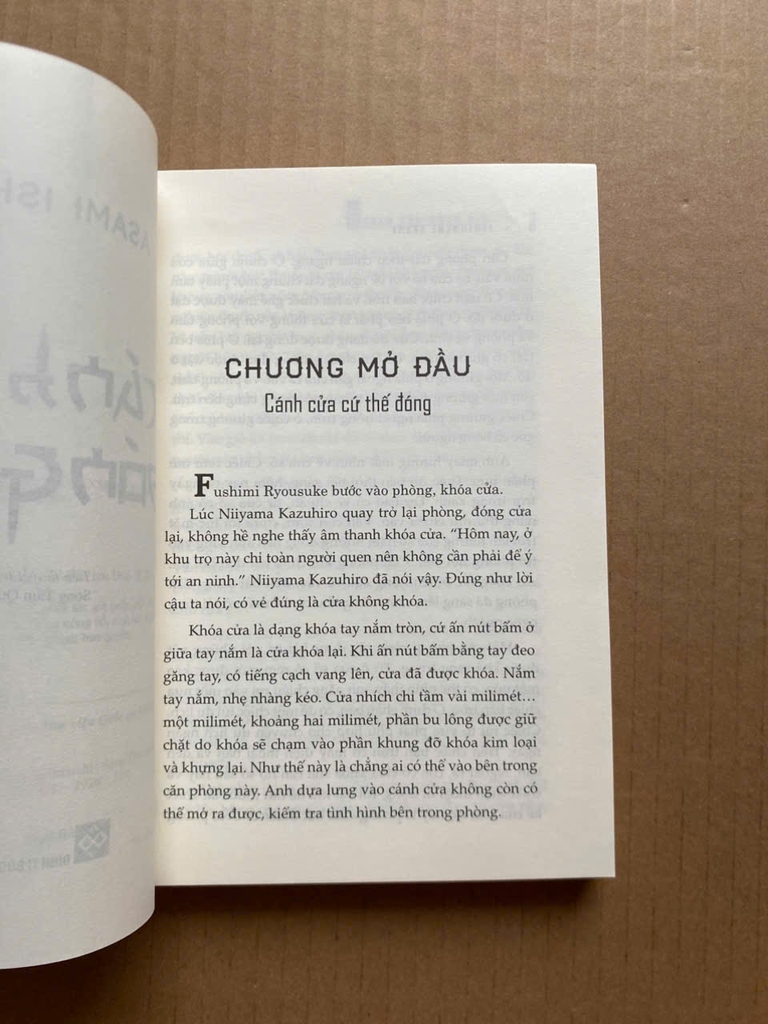 CHƯƠNG MỞ ĐẦU
Cánh cửa cứ thế đóng
Fushimi Ryousuke bước vào phòng, khóa cửa.
Lúc Niiyama Kazuhiro quay trở lại phòng, đóng cửa
lại, không hề nghe thấy âm thanh khóa cửa. “Hôm nay, ở
khu trọ này chỉ toàn người quen nên không cần phải để ý
tới an ninh.” Niiyama Kazuhiro đã nói vậy. Đúng như lời
cậu ta nói, có vẻ đúng là cửa không khóa.
Khóa cửa là dạng khóa tay nắm tròn, cứ ấn nút bấm ở
giữa tay nắm là cửa khóa lại. Khi ấn nút bấm bằng tay đeo
găng tay, có tiếng cạch vang lên, cửa đã được khóa. Nắm
tay nắm, nhẹ nhàng kéo. Cửa nhích chỉ tầm vài milimét...
một milimét, khoảng hai milimét, phần bu lông được giữ
chặt do khóa sẽ chạm vào phần khung đỡ khóa kim loại
và khựng lại. Như thế này là chẳng ai có thể vào bên trong
căn phòng này. Anh dựa lưng vào cánh cửa không còn có
thể mở ra được, kiểm tra tình hình bên trong phòng.